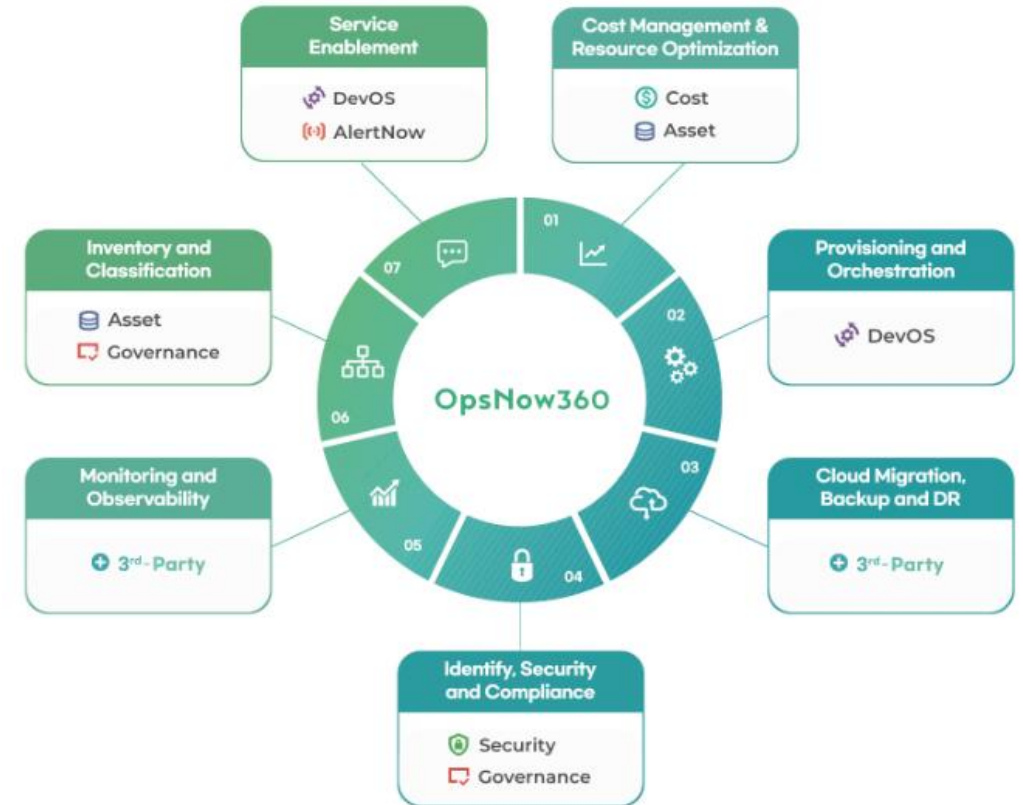 Service
Enablement
DevOS
AlertNow
Cost Management &
Resource Optimization
Cost
Asset
Inventory and
Classification
Asset
Governance
Provisioning and
Orchestration
DevOS
Monitoring and
Observability
3rd-Party
Cloud Migration,
Backup and DR
3rd-Party
Identify, Security
and Compliance
Security
Governance
01
02
03
04
05
06
07
OpsNow360